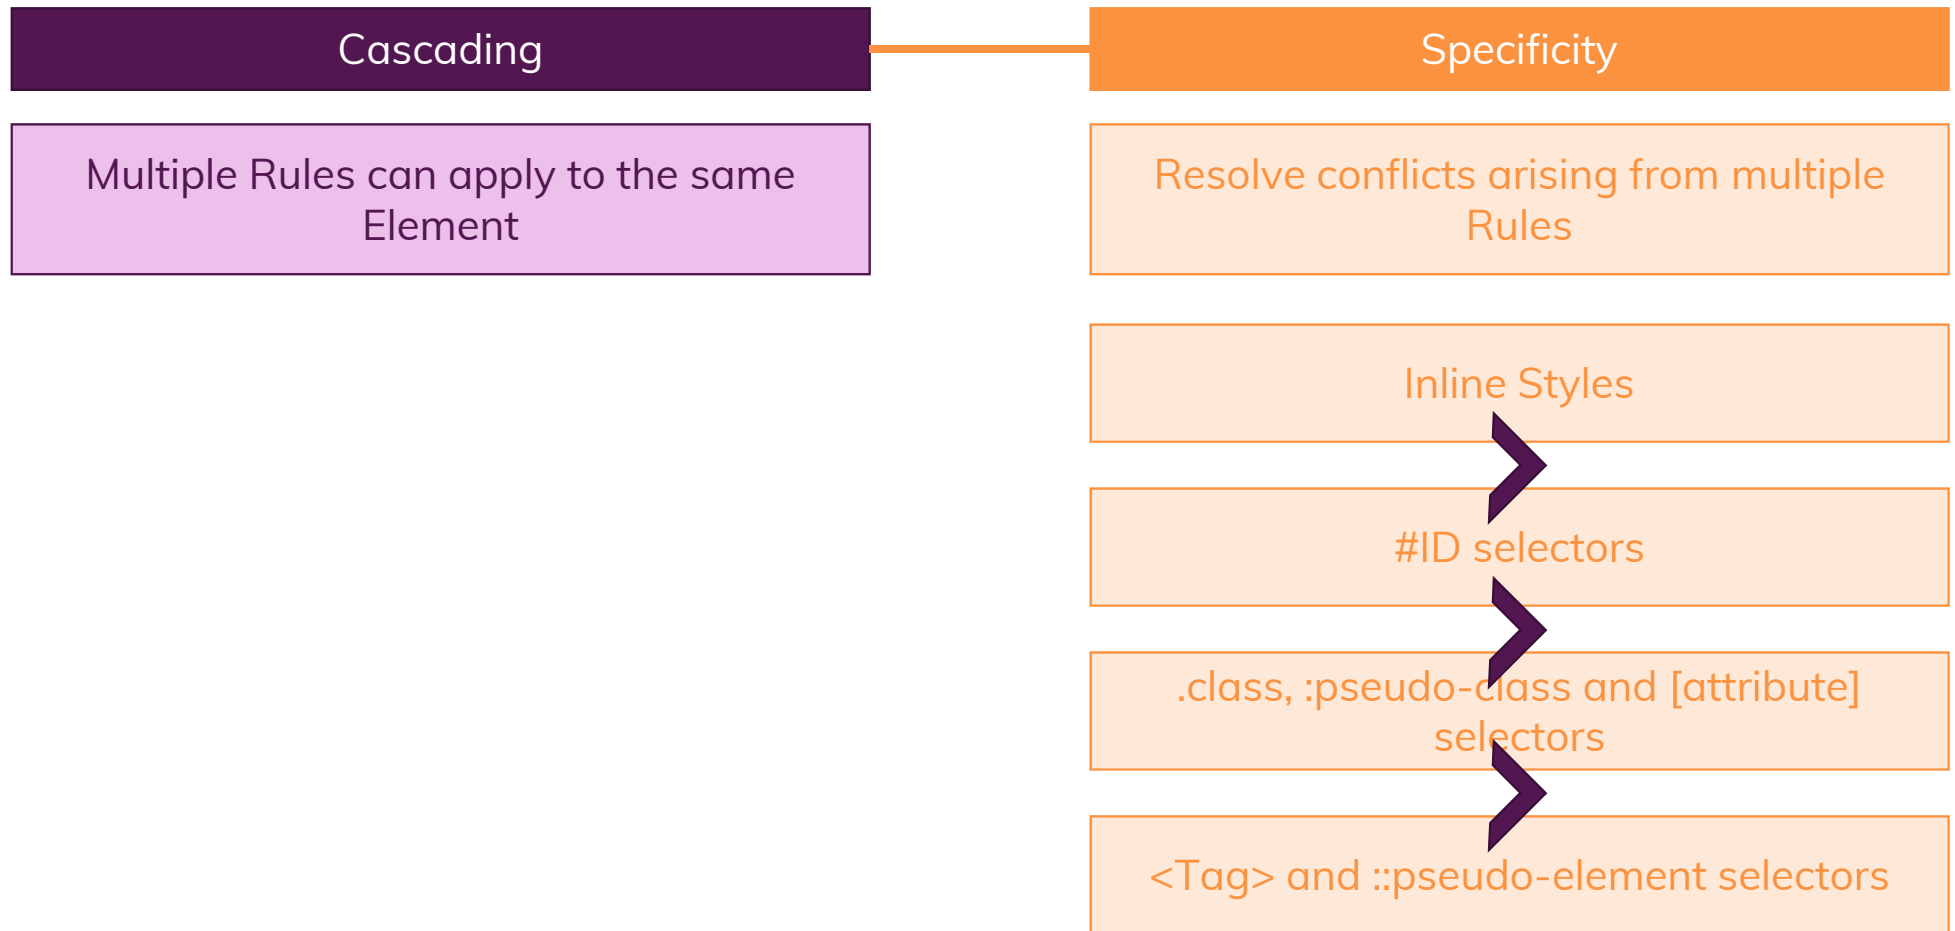 Cascading
Specificity
Multiple Rules can apply to the same
Element
Resolve conflicts arising from multiple
Rules
Inline Styles
#ID selectors
.class, :pseudo-class and [attribute]
selectors
<Tag> and ::pseudo-element selectors